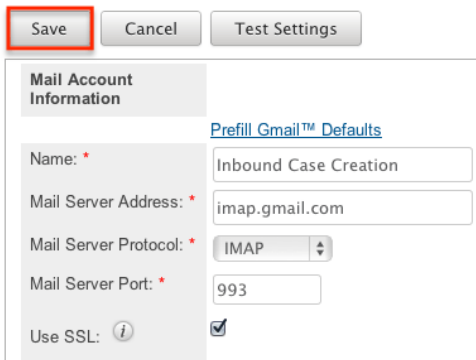 Save Cancel Test Settings
Mail Account
Information
Prefill Gmail™ Defaults
Name: * Inbound Case Creation
Mail Server Address: * imap.gmail.com
Mail Server Protocol: * IMAP
Mail Server Port: * 993
Use SSL: i